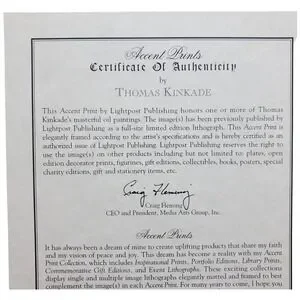 Accent Prints
Certificate Of Authenticity
by
THOMAS KINKADE
This Accent Print by Lightpost Publishing honors one or more of Thomas
Kinkade's masterful oil paintings. The image(s) has been previously published by
Lightpost Publishing as a full-size limited edition lithograph. This Accent Print is
elegantly framed according to the artist's specifications and is hereby certified as an
authorized issue of Lightpost Publishing. Lightpost Publishing reserves the right to
use the image(s) on other products including but not limited to: plates, open
edition decorator prints, figurines, gift editions, collectibles, books, posters, special
charity editions, gift and stationery items, etc.
Craig Fleming
Craig Fleming
CEO and President, Media Arts Group, Inc.
Accent Prints
It has always been a dream of mine to create uplifting products that share my faith
and my vision of peace and joy. This dream has become a reality with my Accent
Print Collection, which includes Inspirational Prints, Portfolio Editions, Library Prints,
Commemorative Gift Editions, and Event Lithographs. These exciting collections
display single and multiple image lithographs elegantly matted and framed to best
complement the image(s) in each Accent Print. For many years to come, I hope you